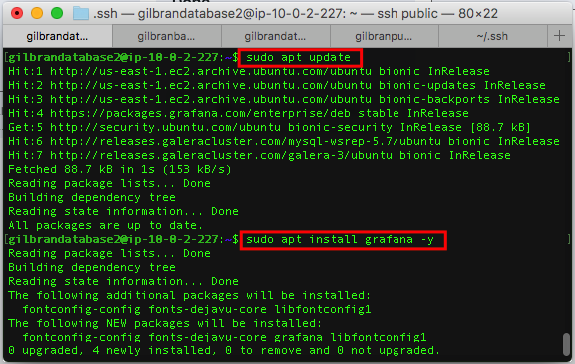 .ssh — gilbrandatabase2@ip-10-0-2-227: ~ — ssh public — 80×22
gilbrandat... gilbranba... gilbrandat... gilbranpu... ~/.ssh +
[gilbrandatabase2@ip-10-0-2-227:~$ sudo apt update ]
Hit:1 http://us-east-1.ec2.archive.ubuntu.com/ubuntu bionic InRelease
Hit:2 http://us-east-1.ec2.archive.ubuntu.com/ubuntu bionic-updates InRelease
Hit:3 http://us-east-1.ec2.archive.ubuntu.com/ubuntu bionic-backports InRelease
Hit:4 https://packages.grafana.com/enterprise/deb stable InRelease
Get:5 http://security.ubuntu.com/ubuntu bionic-security InRelease [88.7 kB]
Hit:6 http://releases.galeracluster.com/mysql-wsrep-5.7/ubuntu bionic InRelease
Hit:7 http://releases.galeracluster.com/galera-3/ubuntu bionic InRelease
Fetched 88.7 kB in 1s (153 kB/s)
Reading package lists... Done
Building dependency tree
Reading state information... Done
All packages are up to date.
[gilbrandatabase2@ip-10-0-2-227:~$ sudo apt install grafana -y ]
Reading package lists... Done
Building dependency tree
Reading state information... Done
The following additional packages will be installed:
  fontconfig-config fonts-dejavu-core libfontconfig1
The following NEW packages will be installed:
  fontconfig-config fonts-dejavu-core grafana libfontconfig1
0 upgraded, 4 newly installed, 0 to remove and 0 not upgraded.